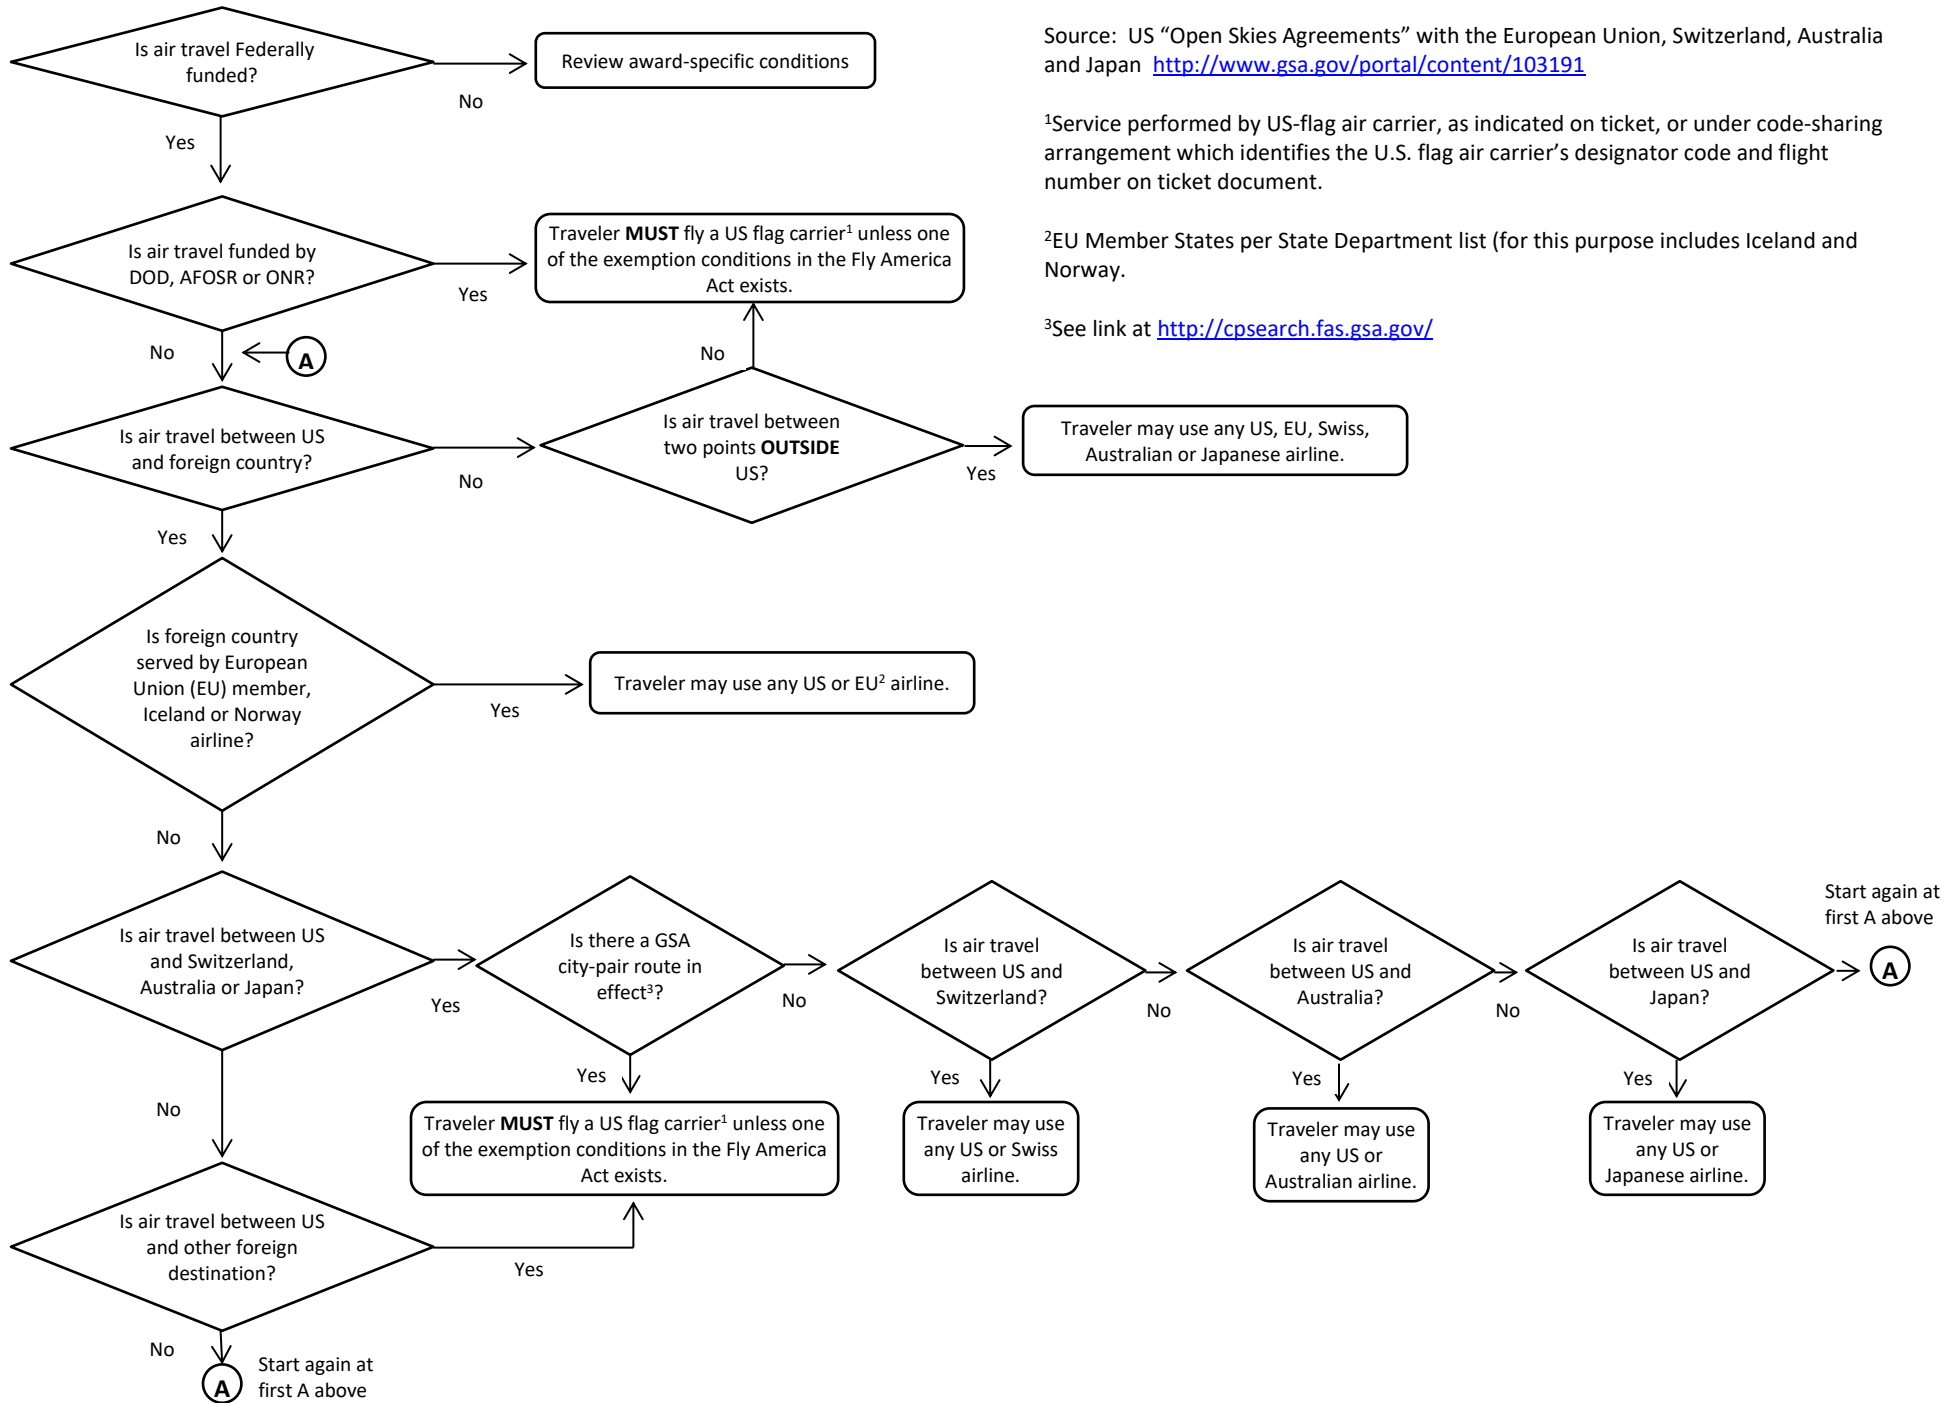 Is air travel Federally
funded?
Review award-specific conditions
No
Yes
Source:  US “Open Skies Agreements” with the European Union, Switzerland, Australia
and Japan  http://www.gsa.gov/portal/content/103191
¹Service performed by US-flag air carrier, as indicated on ticket, or under code-sharing
arrangement which identifies the U.S. flag air carrier’s designator code and flight
number on ticket document.
²EU Member States per State Department list (for this purpose includes Iceland and
Norway.
³See link at http://cpsearch.fas.gsa.gov/
Is air travel funded by
DOD, AFOSR or ONR?
Yes
Traveler MUST fly a US flag carrier¹ unless one
of the exemption conditions in the Fly America
Act exists.
No
A
No
Is air travel between US
and foreign country?
No
Is air travel between
two points OUTSIDE
US?
Yes
Traveler may use any US, EU, Swiss,
Australian or Japanese airline.
Yes
Is foreign country
served by European
Union (EU) member,
Iceland or Norway
airline?
Yes
Traveler may use any US or EU² airline.
No
Is air travel between US
and Switzerland,
Australia or Japan?
Yes
Is there a GSA
city-pair route in
effect³?
No
Is air travel
between US and
Switzerland?
No
Is air travel
between US and
Australia?
No
Is air travel
between US and
Japan?
Start again at
first A above
A
No
Yes
Traveler MUST fly a US flag carrier¹ unless one
of the exemption conditions in the Fly America
Act exists.
Yes
Traveler may use
any US or Swiss
airline.
Yes
Traveler may use
any US or
Australian airline.
Yes
Traveler may use
any US or
Japanese airline.
Is air travel between US
and other foreign
destination?
Yes
No
A
Start again at
first A above